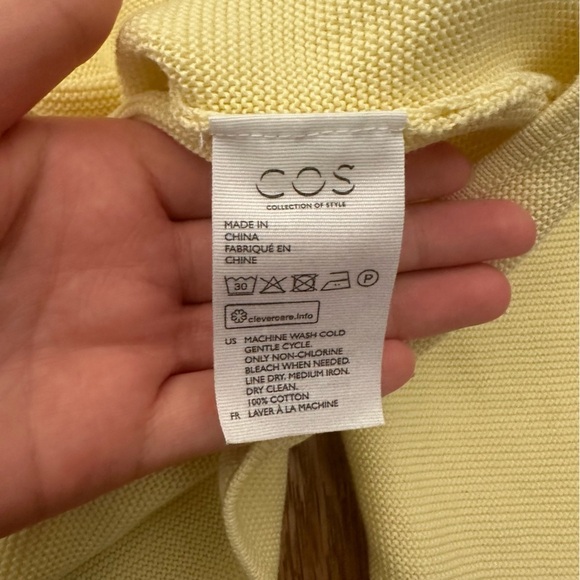 COS
COLLECTION OF STYLE
MADE IN
CHINA
FABRIQUÉ EN
CHINE
30 P
clevercare.info
US MACHINE WASH COLD
GENTLE CYCLE.
ONLY NON-CHLORINE
BLEACH WHEN NEEDED.
LINE DRY. MEDIUM IRON.
DRY CLEAN.
100% COTTON
FR LAVER À LA MACHINE